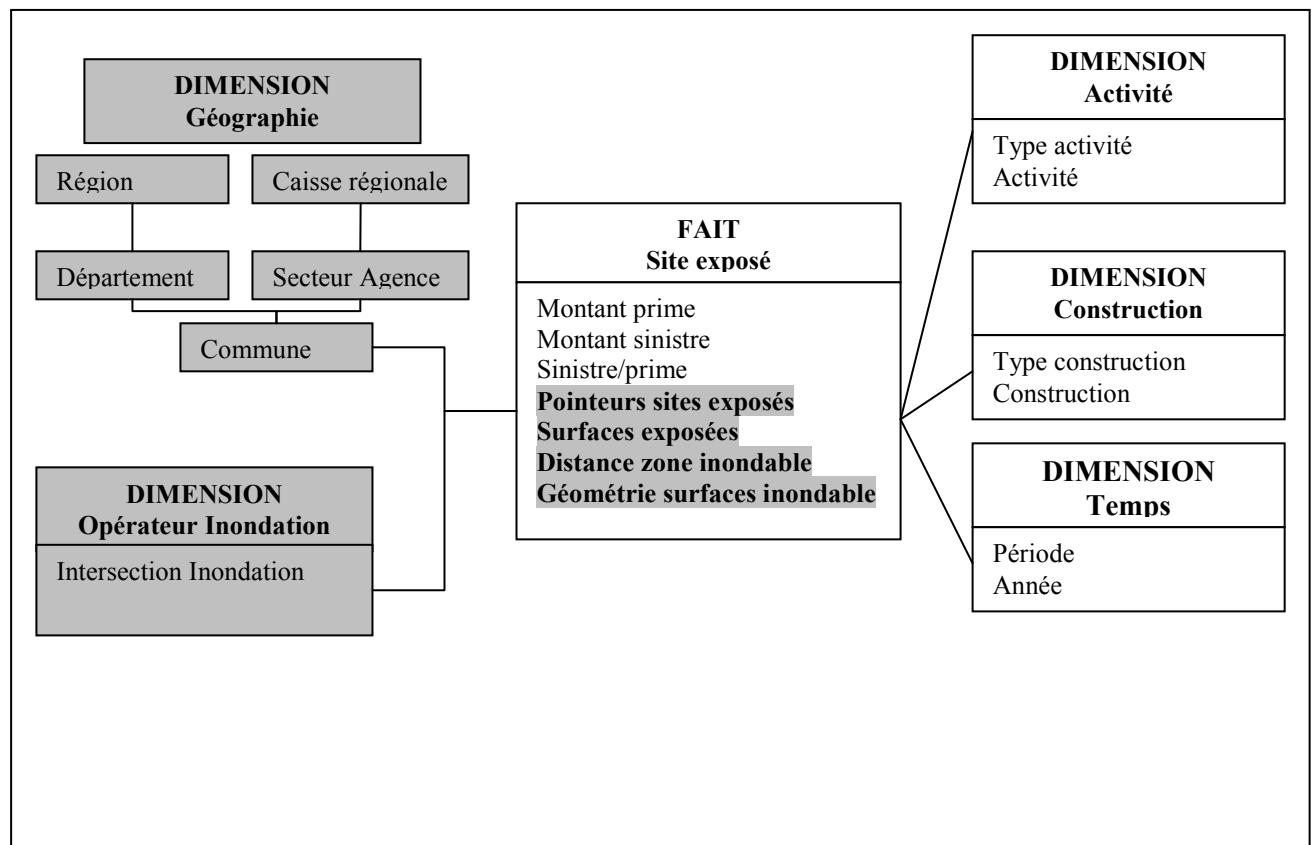 DIMENSION
Géographie
Région
Caisse régionale
Département
Secteur Agence
Commune
DIMENSION
Opérateur Inondation
Intersection Inondation
FAIT
Site exposé
Montant prime
Montant sinistre
Sinistre/prime
Pointeurs sites exposés
Surfaces exposées
Distance zone inondable
Géométrie surfaces inondable
DIMENSION
Activité
Type activité
Activité
DIMENSION
Construction
Type construction
Construction
DIMENSION
Temps
Période
Année